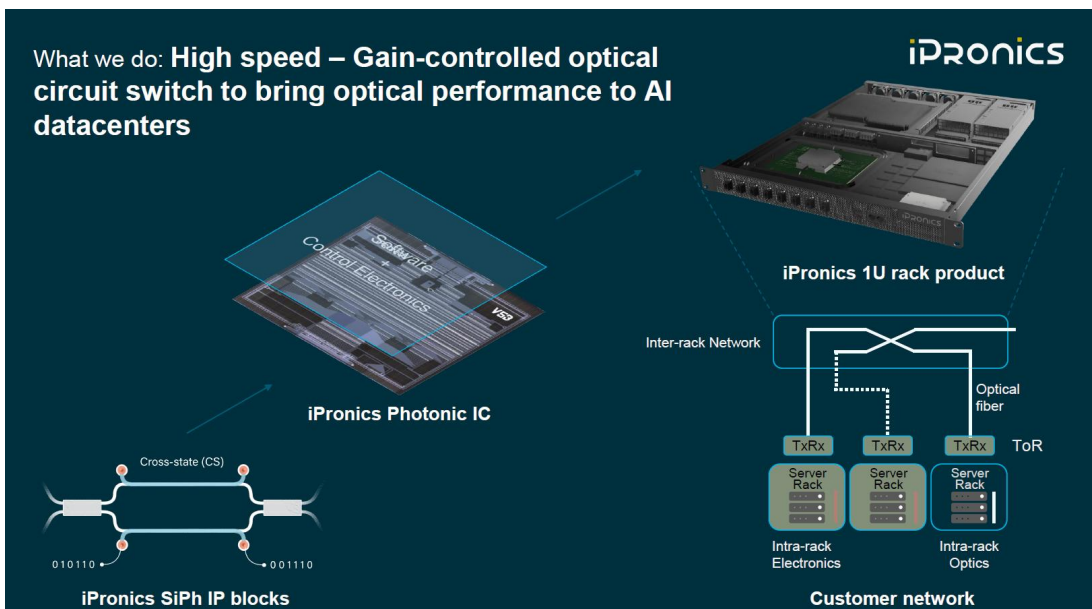 What we do: High speed – Gain-controlled optical
circuit switch to bring optical performance to AI
datacenters
iPRONICS
iPRONICS
iPronics 1U rack product
Software
+
Control Electronics
V53
iPronics Photonic IC
Inter-rack Network
Optical
fiber
TxRx
TxRx
TxRx
ToR
Server
Rack
Server
Rack
Server
Rack
Intra-rack
Electronics
Intra-rack
Optics
Customer network
Cross-state (CS)
010110
001110
iPronics SiPh IP blocks